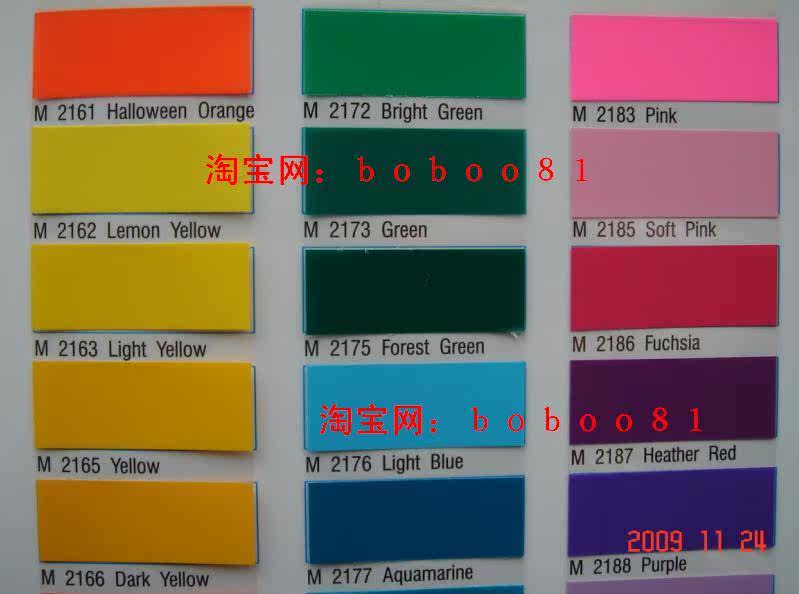 M 2161 Halloween Orange
M 2172 Bright Green
M 2183 Pink
淘宝网：boboo81
M 2162 Lemon Yellow
M 2173 Green
M 2185 Soft Pink
M 2163 Light Yellow
M 2175 Forest Green
M 2186 Fuchsia
淘宝网：boboo81
M 2165 Yellow
M 2176 Light Blue
M 2187 Heather Red
2009 11 24
M 2166 Dark Yellow
M 2177 Aquamarine
M 2188 Purple